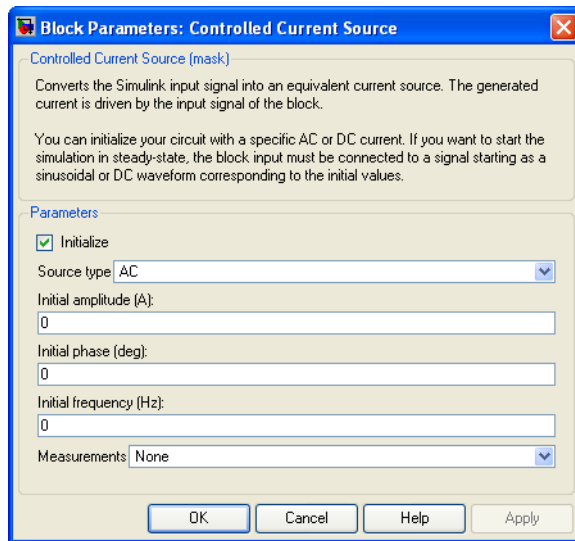 Block Parameters: Controlled Current Source
Controlled Current Source (mask)
Converts the Simulink input signal into an equivalent current source. The generated
current is driven by the input signal of the block.
You can initialize your circuit with a specific AC or DC current. If you want to start the
simulation in steady-state, the block input must be connected to a signal starting as a
sinusoidal or DC waveform corresponding to the initial values.
Parameters
Initialize
Source type AC
Initial amplitude (A):
0
Initial phase (deg):
0
Initial frequency (Hz):
0
Measurements None
OK Cancel Help Apply